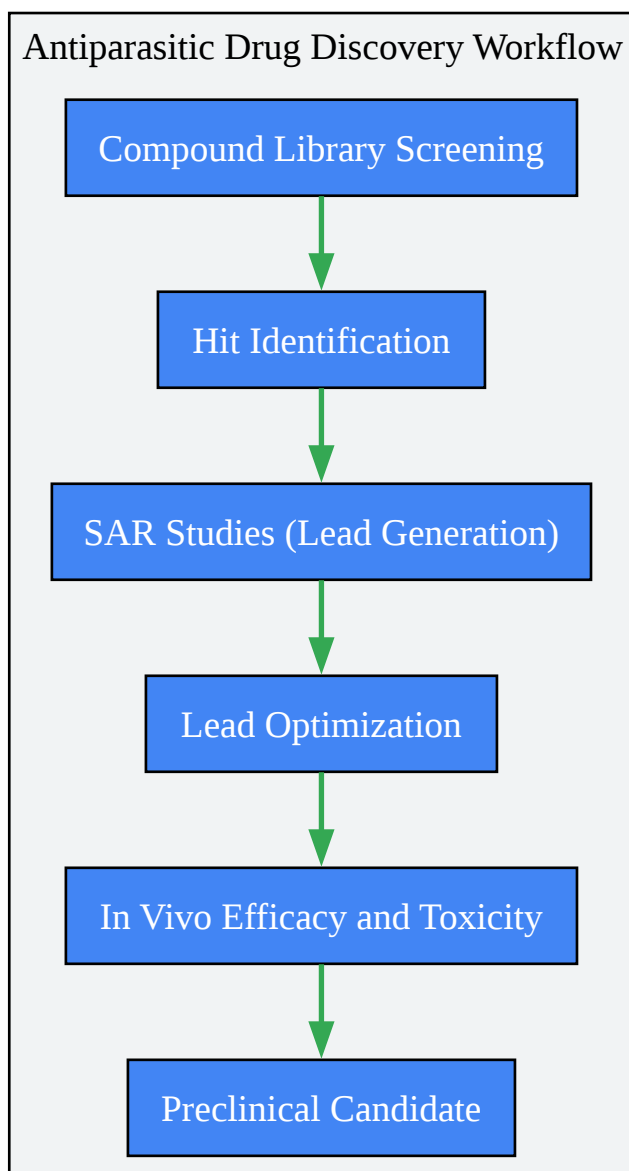 Antiparasitic Drug Discovery Workflow
Compound Library Screening
Hit Identification
SAR Studies (Lead Generation)
Lead Optimization
In Vivo Efficacy and Toxicity
Preclinical Candidate